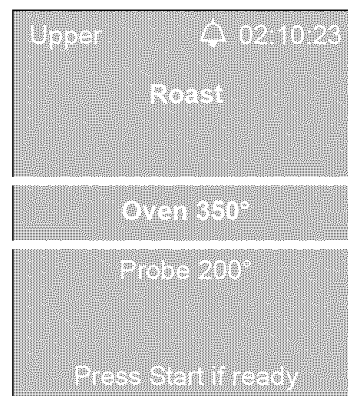 Upper 02:10:23
Roast
Oven 350°
Probe 200°
Press Start if ready